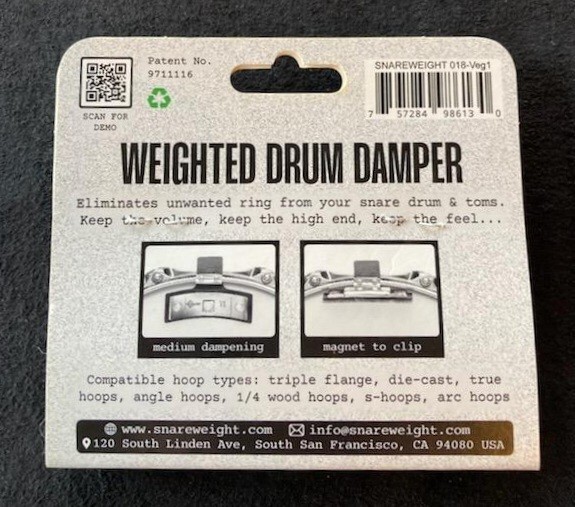 Patent No.
9711116
SCAN FOR
DEMO
SNAREWEIGHT 018-Veg1
7 57284 98613 0
WEIGHTED DRUM DAMPER
Eliminates unwanted ring from your snare drum & toms.
Keep the volume, keep the high end, keep the feel...
medium dampening
magnet to clip
Compatible hoop types: triple flange, die-cast, true
hoops, angle hoops, 1/4 wood hoops, s-hoops, arc hoops
www.snareweight.com info@snareweight.com
120 South Linden Ave, South San Francisco, CA 94080 USA